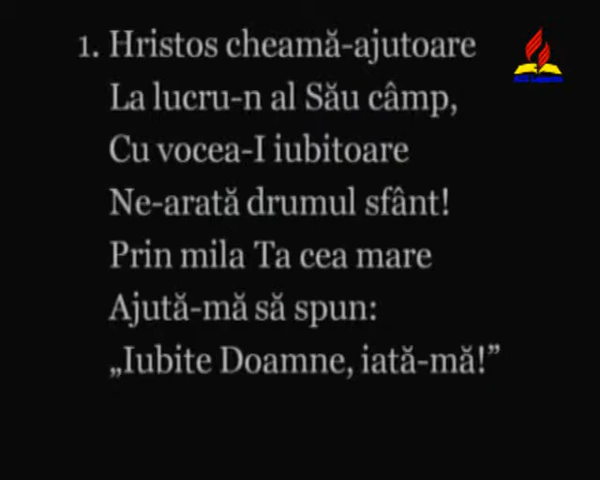 1. Hristos cheamă-ajutoare
La lucru-n al Său câmp,
Cu vocea-I iubitoare
Ne-arată drumul sfânt!
Prin mila Ta cea mare
Ajută-mă să spun:
„Iubite Doamne, iată-mă!”